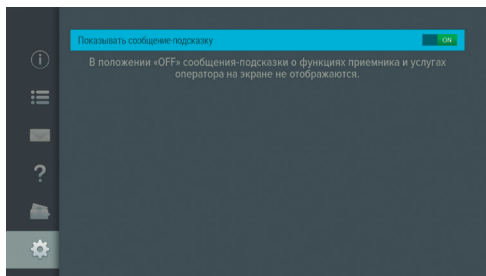 Показывать сообщение-подсказку
ON
В положении «OFF» сообщения-подсказки о функциях приемника и услугах
оператора на экране не отображаются.
?